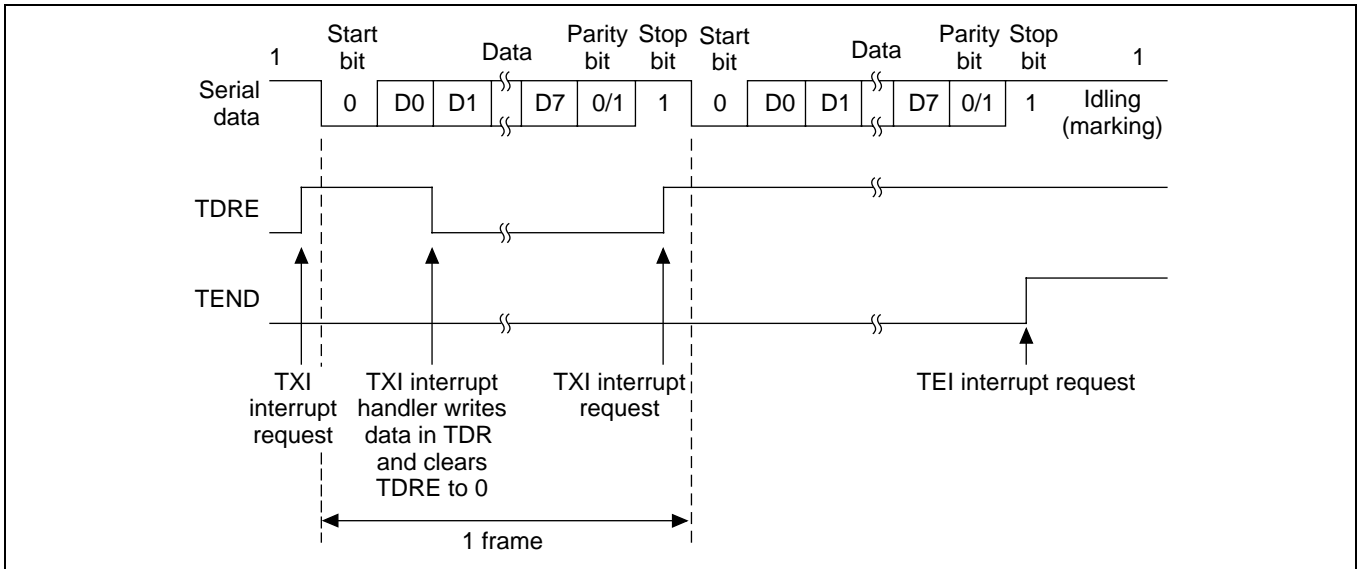 1
Start
bit
Data
Parity
bit
Stop
bit
Start
bit
Data
Parity
bit
Stop
bit
1
Serial
data
0 D0 D1 D7 0/1 1 0 D0 D1 D7 0/1 1
Idling
(marking)
TDRE
TEND
TXI
interrupt
request
TXI interrupt
handler writes
data in TDR
and clears
TDRE to 0
TXI interrupt
request
TEI interrupt request
1 frame